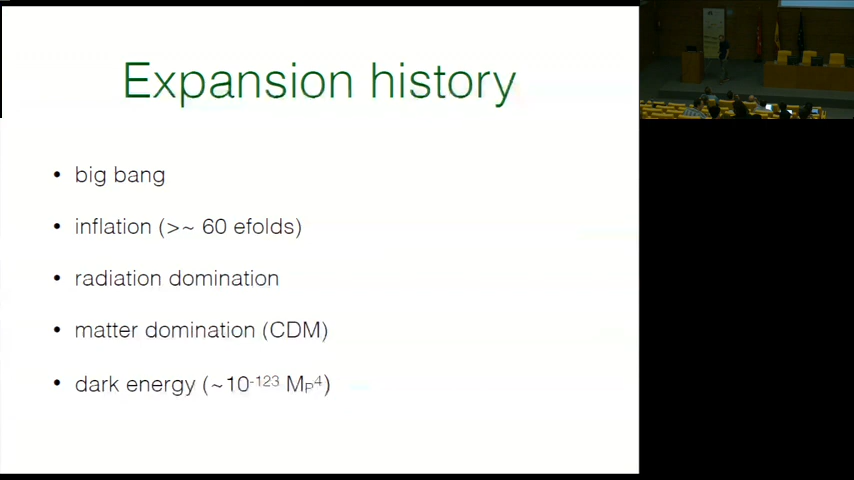 Expansion history
• big bang
• inflation (>~ 60 efolds)
• radiation domination
• matter domination (CDM)
• dark energy (~10⁻¹²³ Mₚ⁴)